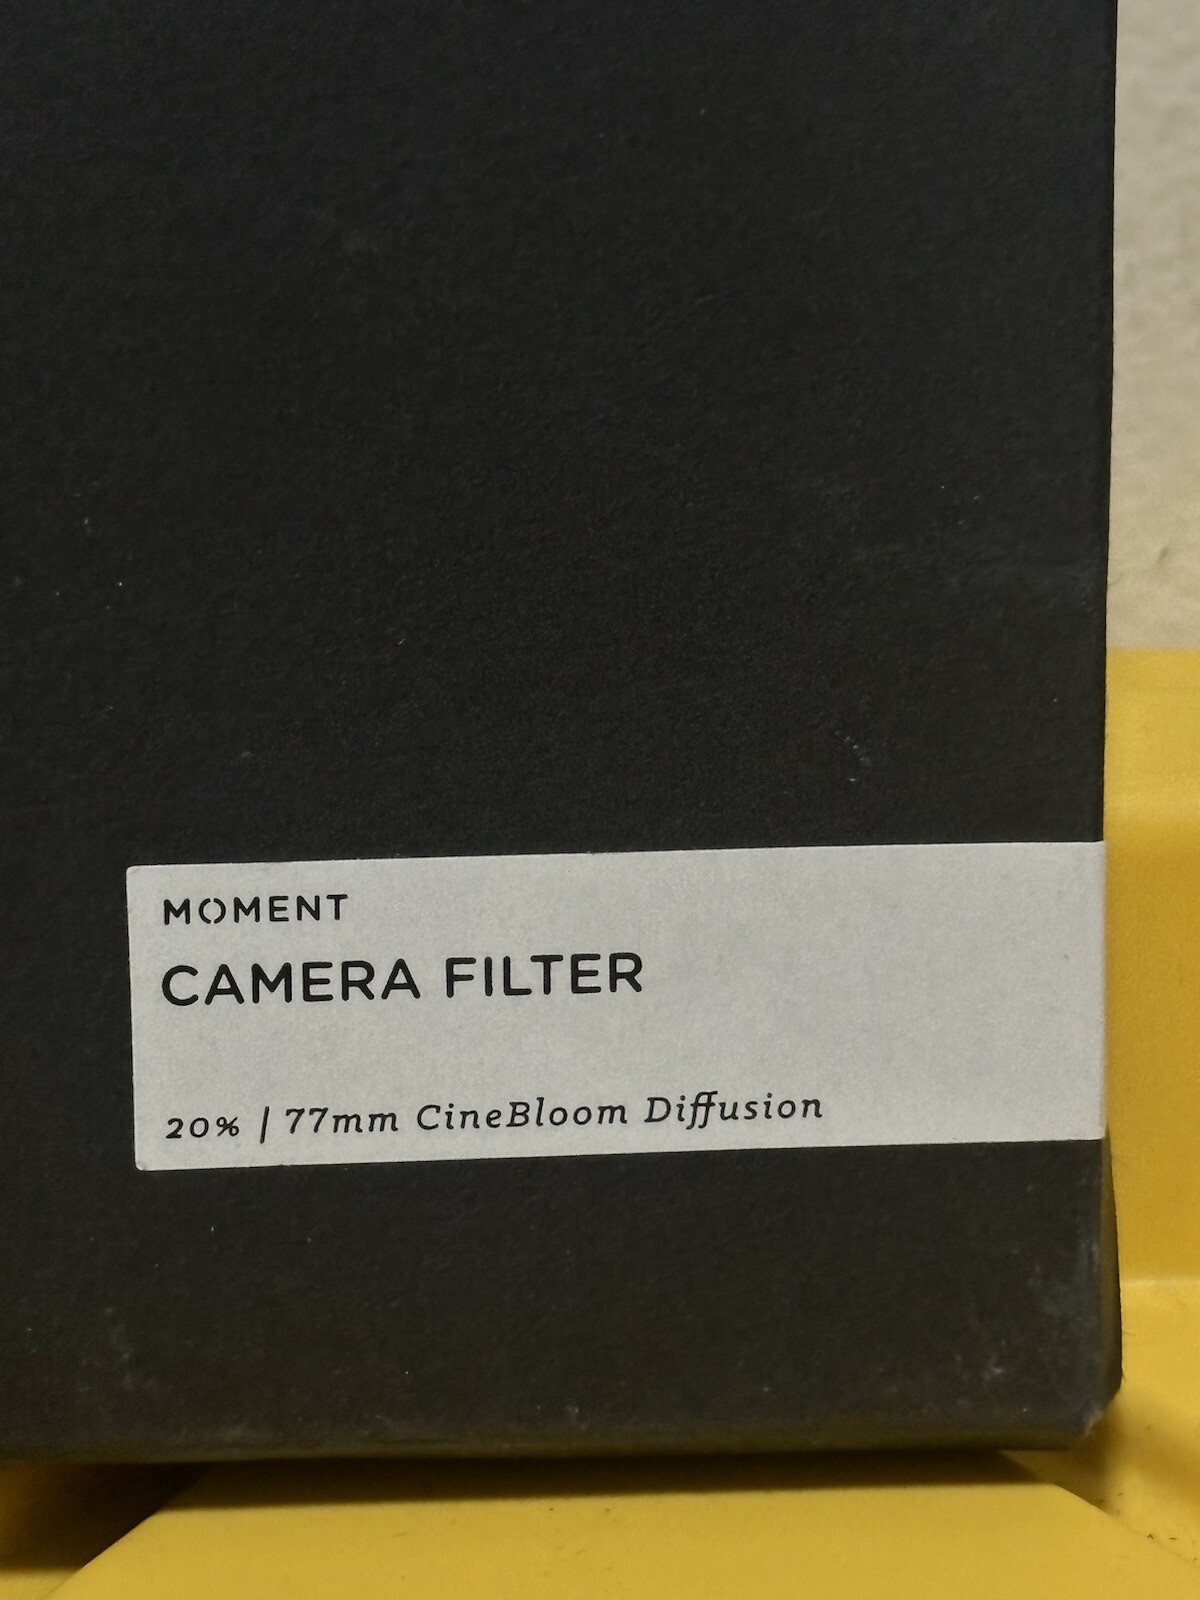 MOMENT
CAMERA FILTER
20% / 77mm CineBloom Diffusion